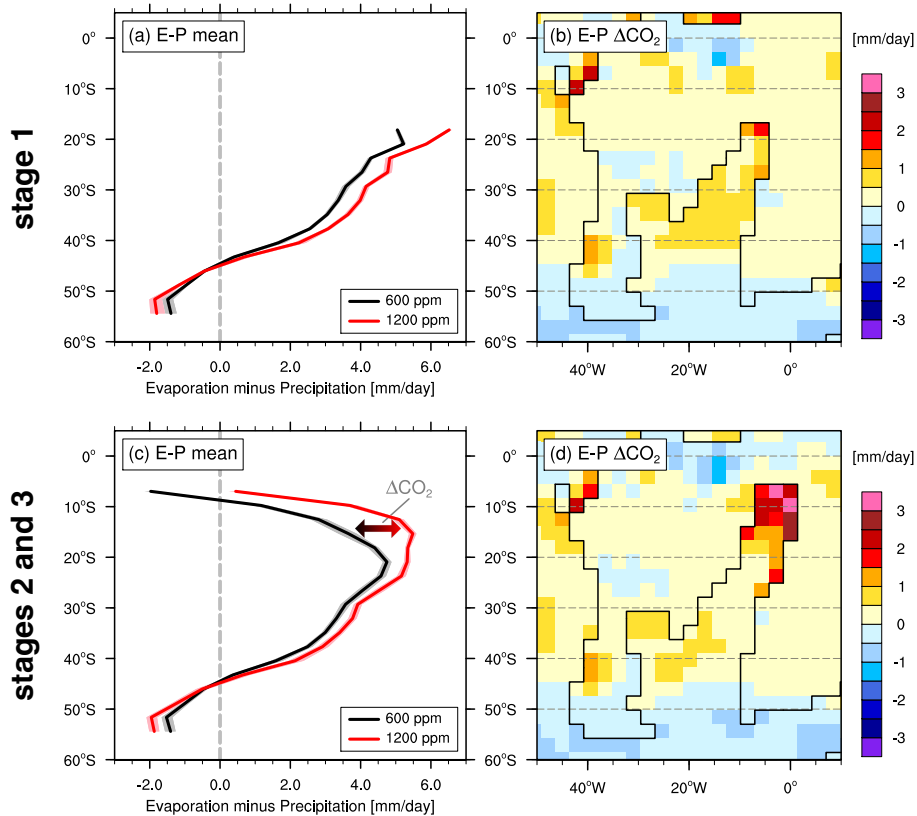 stage 1
(a) E-P mean
0°
10°S
20°S
30°S
40°S
50°S
60°S
600 ppm
1200 ppm
-2.0 0.0 2.0 4.0 6.0
Evaporation minus Precipitation [mm/day]
(b) E-P ΔCO₂
0°
10°S
20°S
30°S
40°S
50°S
60°S
40°W 20°W 0°
[mm/day]
3
2
1
0
-1
-2
-3
stages 2 and 3
(c) E-P mean
ΔCO₂
0°
10°S
20°S
30°S
40°S
50°S
60°S
600 ppm
1200 ppm
-2.0 0.0 2.0 4.0 6.0
Evaporation minus Precipitation [mm/day]
(d) E-P ΔCO₂
0°
10°S
20°S
30°S
40°S
50°S
60°S
40°W 20°W 0°
[mm/day]
3
2
1
0
-1
-2
-3